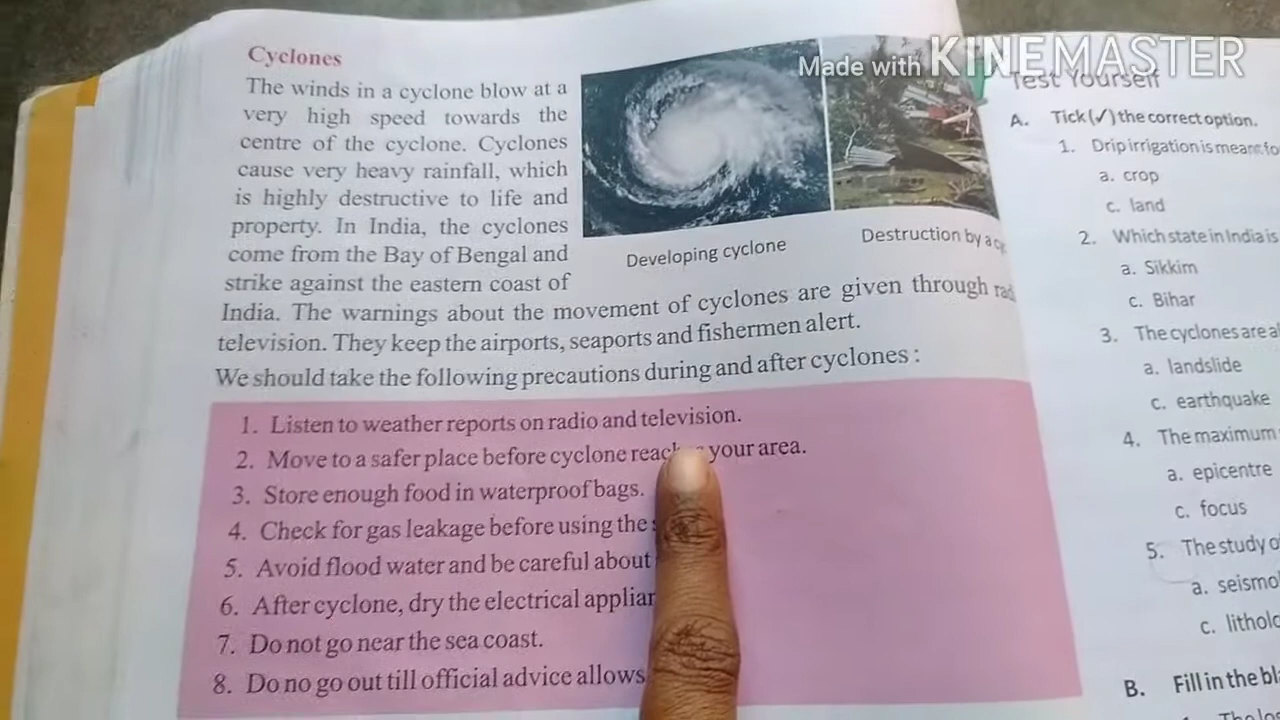 Made with KINEMASTER
Cyclones
The winds in a cyclone blow at a
very high speed towards the
centre of the cyclone. Cyclones
cause very heavy rainfall, which
is highly destructive to life and
property. In India, the cyclones
come from the Bay of Bengal and
strike against the eastern coast of
India. The warnings about the movement of cyclones are given through
television. They keep the airports, seaports and fishermen alert.
We should take the following precautions during and after cyclones :
Developing cyclone
Destruction by a
1. Listen to weather reports on radio and television.
2. Move to a safer place before cyclone your area.
3. Store enough food in waterproof bags.
4. Check for gas leakage before using the
5. Avoid flood water and be careful about
6. After cyclone, dry the electrical
7. Do not go near the sea coast.
8. Do no go out till official advice allows
Test Yourself
A. Tick (✓) the correct option.
1. Drip irrigation is meant
a. crop
c. land
2. Which state in India is
a. Sikkim
c. Bihar
3. The cyclones are
a. landslide
c. earthquake
4. The maximum
a. epicentre
c. focus
5. The study
a.
c.
B. Fill in the